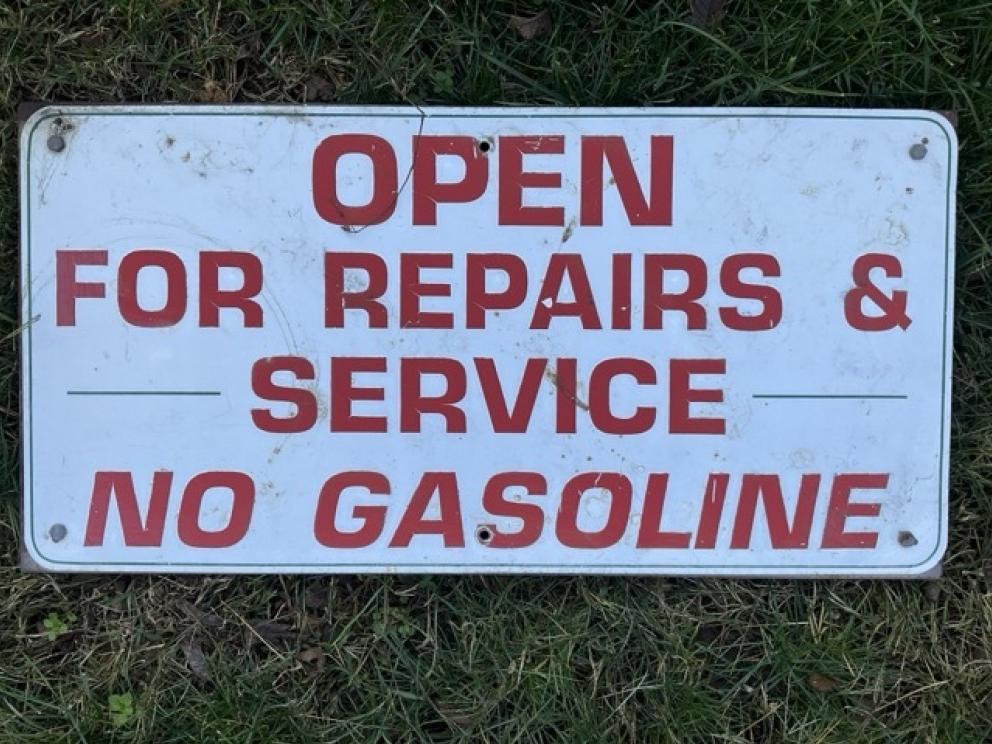 OPEN
FOR REPAIRS &
SERVICE
NO GASOLINE